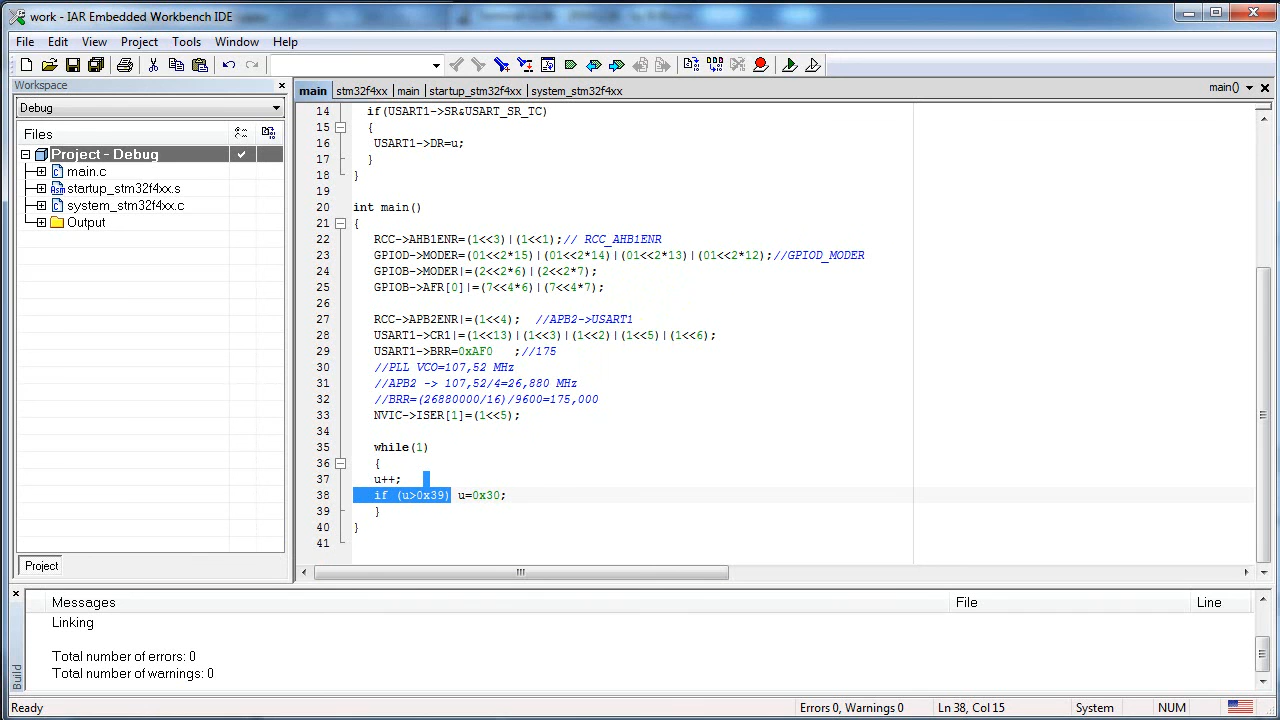 work - IAR Embedded Workbench IDE
File Edit View Project Tools Window Help
Workspace
Debug
Files
Project - Debug
main.c
startup_stm32f4xx.s
system_stm32f4xx.c
Output
Project
main stm32f4xx main startup_stm32f4xx system_stm32f4xx main()
14 if(USART1->SR&USART_SR_TC)
15 {
16 USART1->DR=u;
17 }
18 }
19
20 int main()
21 {
22 RCC->AHB1ENR=(1<<3)|(1<<1);// RCC_AHB1ENR
23 GPIOD->MODER=(01<<2*15)|(01<<2*14)|(01<<2*13)|(01<<2*12);//GPIOD_MODER
24 GPIOB->MODER|=(2<<2*6)|(2<<2*7);
25 GPIOB->AFR[0]|=(7<<4*6)|(7<<4*7);
26
27 RCC->APB2ENR|=(1<<4); //APB2->USART1
28 USART1->CR1|=(1<<13)|(1<<3)|(1<<2)|(1<<5)|(1<<6);
29 USART1->BRR=0xAF0 ;//175
30 //PLL VCO=107,52 MHz
31 //APB2 -> 107,52/4=26,880 MHz
32 //BRR=(26880000/16)/9600=175,000
33 NVIC->ISER[1]=(1<<5);
34
35 while(1)
36 {
37 u++;
38 if (u>0x39) u=0x30;
39 }
40 }
41
Messages File Line
Linking
Total number of errors: 0
Total number of warnings: 0
Build
Ready Errors 0, Warnings 0 Ln 38, Col 15 System NUM